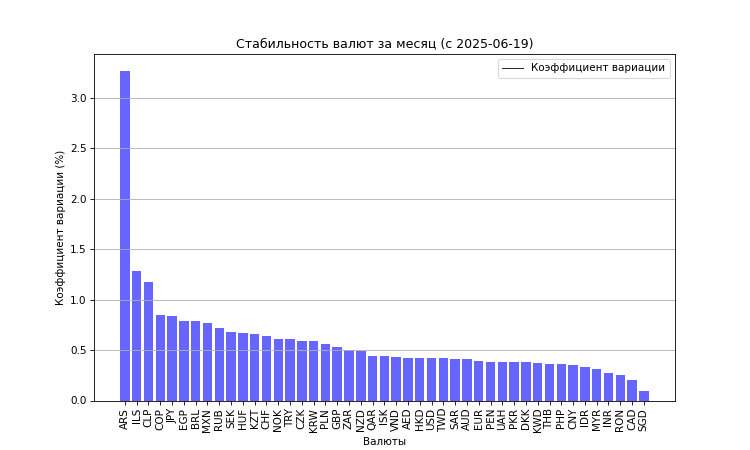 Стабильность валют за месяц (с 2025-06-19)
Коэффициент вариации
Коэффициент вариации (%)
3.0
2.5
2.0
1.5
1.0
0.5
0.0
ARS ILS CLP COP JPY EGP BRL MXN RUB SEK HUF KZT CHF NOK TRY CZK KRW PLN GBP ZAR NZD QAR ISK VND AED HKD USD TWD SAR AUD EUR PEN UAH PKR DKK KWD THB PHP CNY IDR MYR INR RON CAD SGD
Валюты